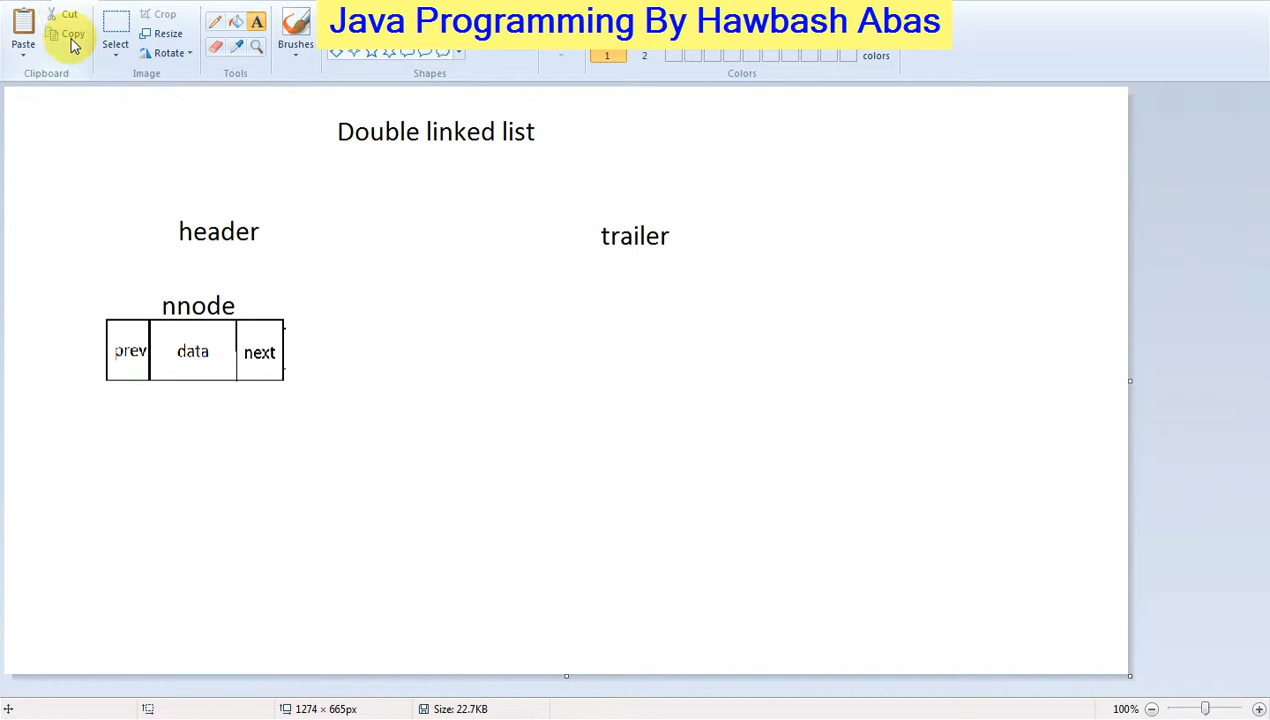 Java Programming By Hawbash Abas
Cut
Copy
Paste
Clipboard
Crop
Resize
Rotate
Select
Image
Tools
Brushes
Shapes
1
2
colors
Colors
Double linked list
header
trailer
nnode
prev
data
next
1274 × 665px
Size: 22.7KB
100%